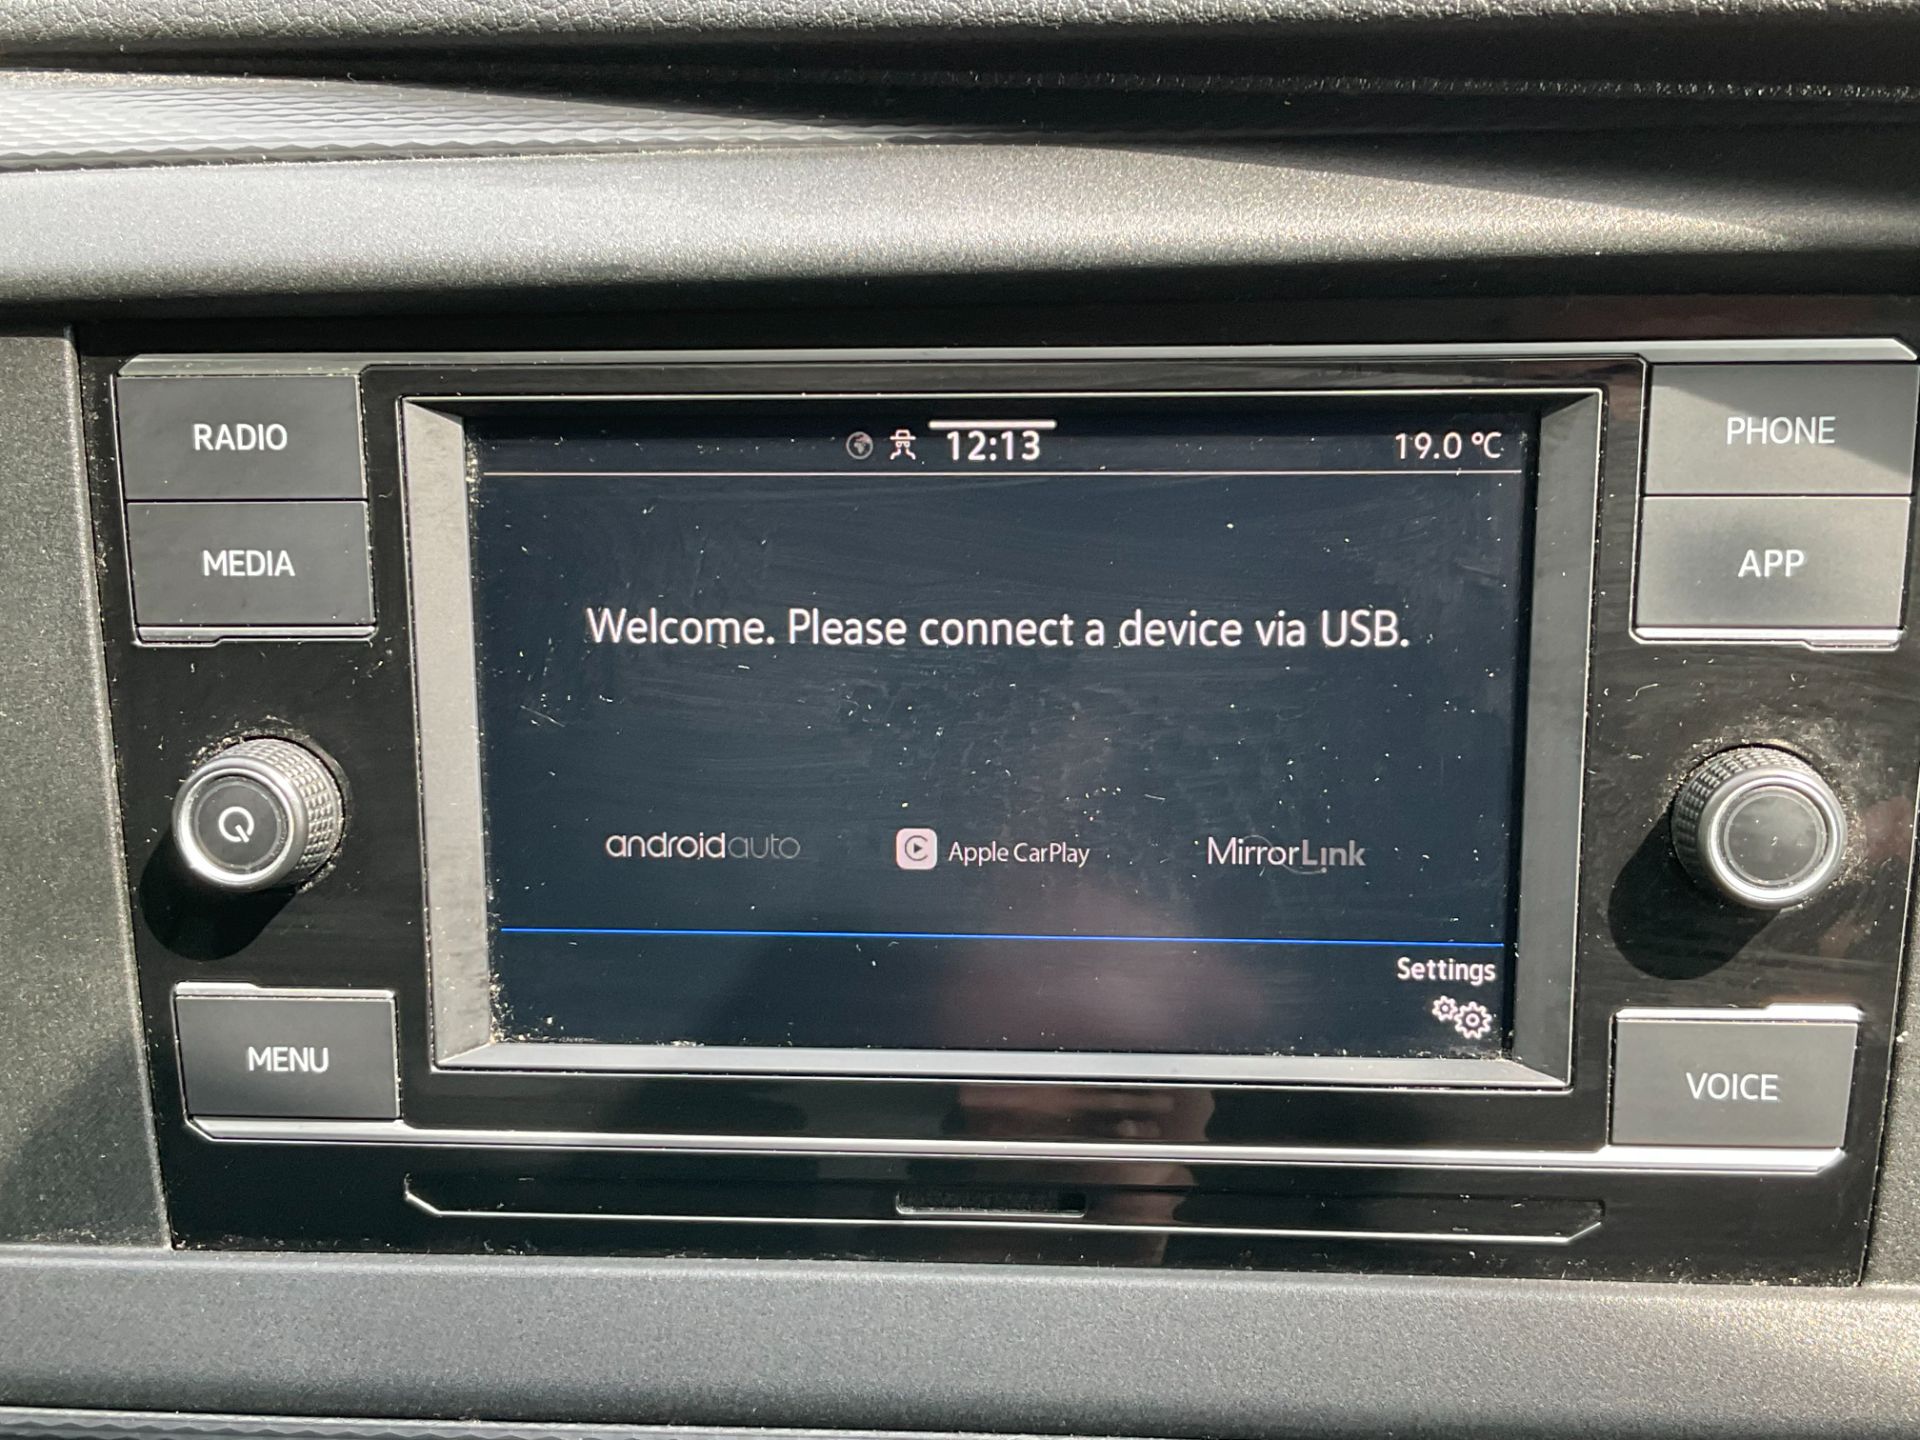 RADIO
MEDIA
MENU
12:13
19.0 °C
Welcome. Please connect a device via USB.
androidauto
Apple CarPlay
MirrorLink
Settings
PHONE
APP
VOICE